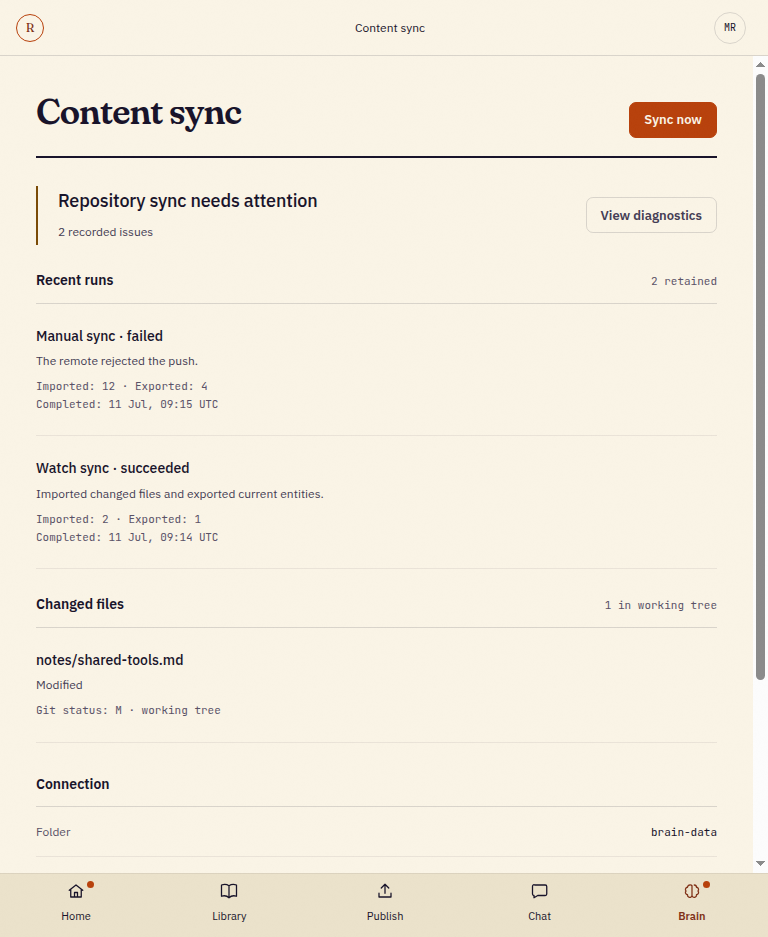 R
Content sync
MR
Content sync
Sync now
Repository sync needs attention
2 recorded issues
View diagnostics
Recent runs
2 retained
Manual sync · failed
The remote rejected the push.
Imported: 12 · Exported: 4
Completed: 11 Jul, 09:15 UTC
Watch sync · succeeded
Imported changed files and exported current entities.
Imported: 2 · Exported: 1
Completed: 11 Jul, 09:14 UTC
Changed files
1 in working tree
notes/shared-tools.md
Modified
Git status: M · working tree
Connection
Folder
brain-data
Home
Library
Publish
Chat
Brain